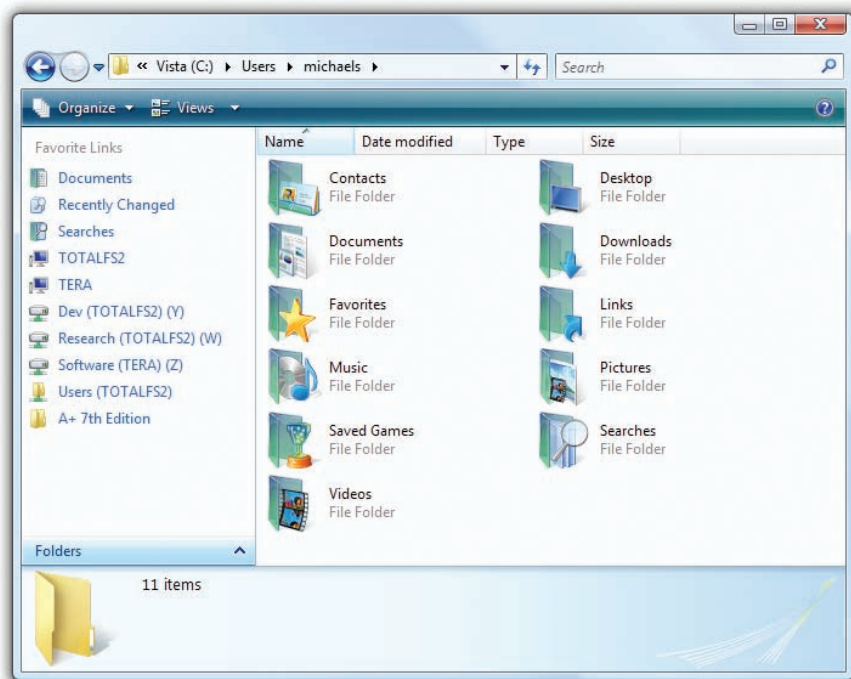 « Vista (C:) ▸ Users ▸ michaels ▸
Search
Organize
Views
?
Favorite Links
Documents
Recently Changed
Searches
TOTALFS2
TERA
Dev (TOTALFS2) (Y)
Research (TOTALFS2) (W)
Software (TERA) (Z)
Users (TOTALFS2)
A+ 7th Edition
Folders
Name Date modified Type Size
Contacts
File Folder
Desktop
File Folder
Documents
File Folder
Downloads
File Folder
Favorites
File Folder
Links
File Folder
Music
File Folder
Pictures
File Folder
Saved Games
File Folder
Searches
File Folder
Videos
File Folder
11 items